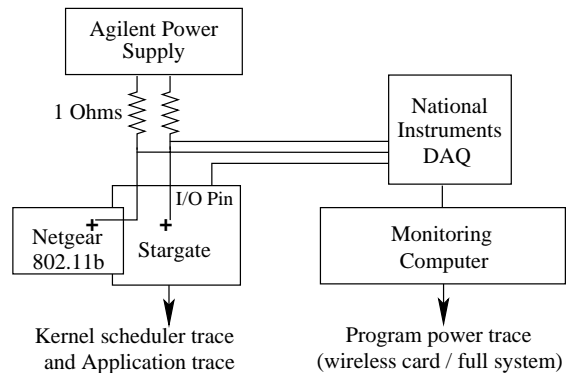 Agilent Power
Supply
1 Ohms
National
Instruments
DAQ
I/O Pin
+
+
Netgear
802.11b
Stargate
Monitoring
Computer
Kernel scheduler trace
and Application trace
Program power trace
(wireless card / full system)